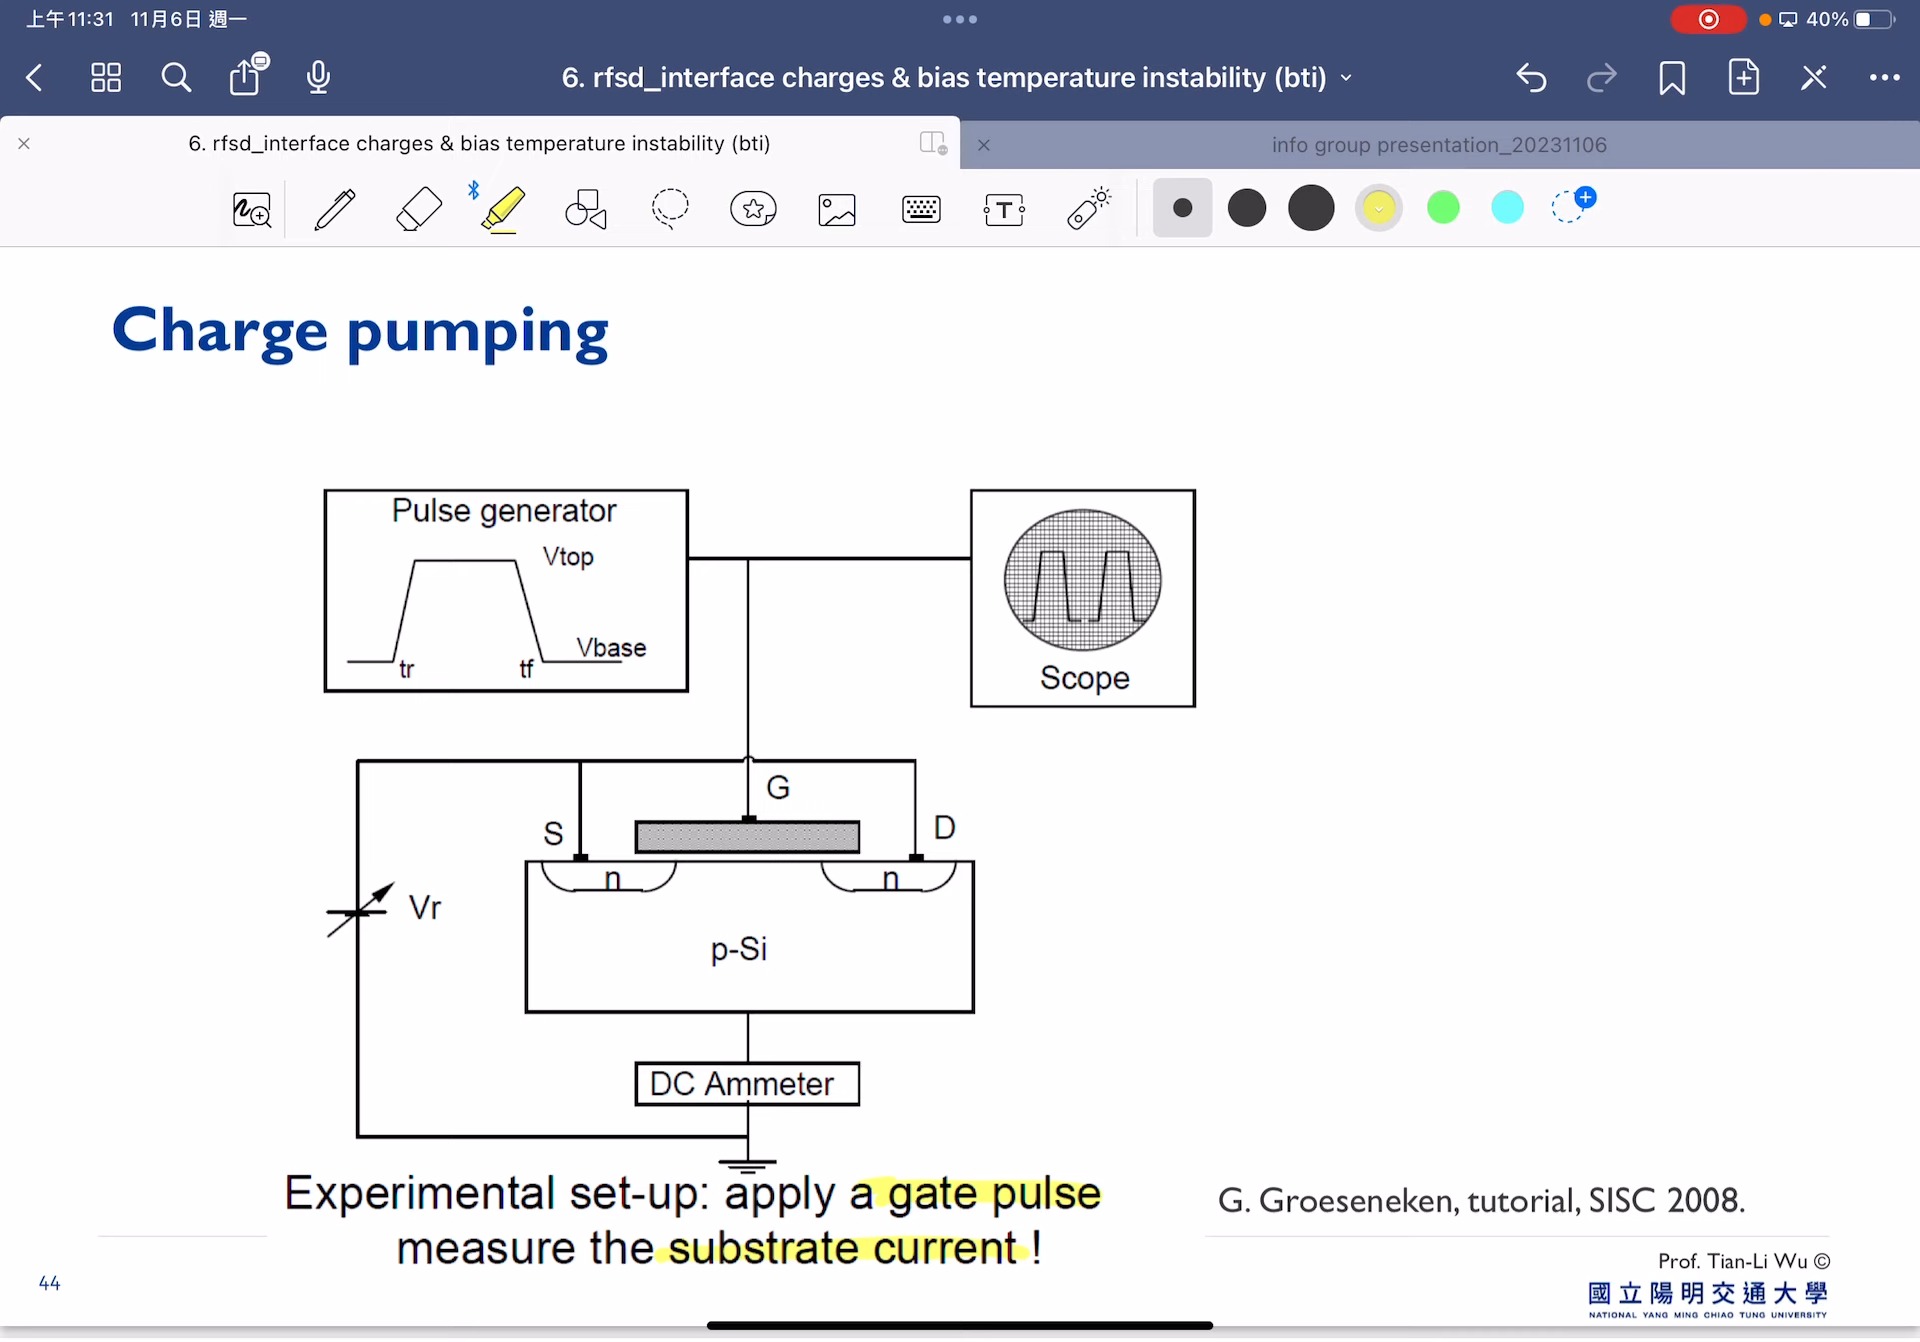 上午11:31 11月6日 週一
40%
6. rfsd_interface charges & bias temperature instability (bti)
6. rfsd_interface charges & bias temperature instability (bti)
info group presentation_20231106
T
Charge pumping
Pulse generator
Vtop
Vbase
tr
tf
Scope
G
S
D
n
n
Vr
p-Si
DC Ammeter
Experimental set-up: apply a gate pulse
measure the substrate current !
G. Groeseneken, tutorial, SISC 2008.
Prof. Tian-Li Wu ©
44
國立陽明交通大學
NATIONAL YANG MING CHIAO TUNG UNIVERSITY